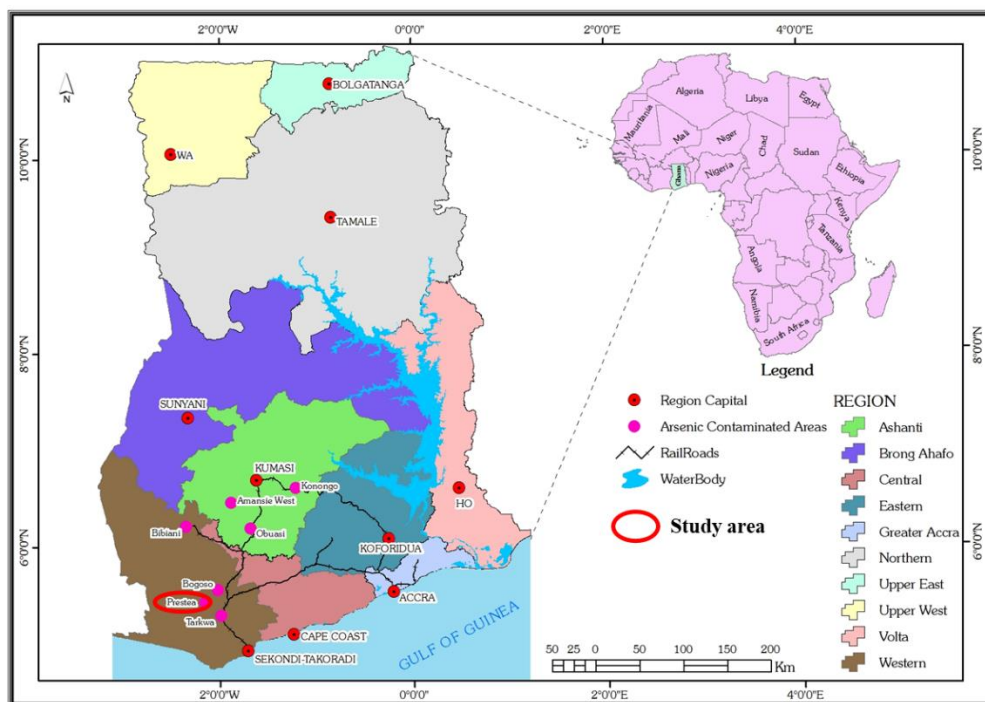 2°0'0"W
0°0'0"
2°0'0"E
4°0'0"E
N
10°0'0"N
8°0'0"N
6°0'0"N
10°0'0"N
8°0'0"N
6°0'0"N
BOLGATANGA
WA
TAMALE
SUNYANI
KUMASI
Konongo
Amansie West
Obuasi
Bibiani
HO
KOFORIDUA
Bogoso
Prestea
Tarkwa
ACCRA
CAPE COAST
SEKONDI-TAKORADI
GULF OF GUINEA
Algeria
Libya
Egypt
Mauritania
Mali
Niger
Chad
Sudan
Ghana
Nigeria
Ethiopia
Kenya
Tanzania
Angola
Namibia
South Africa
Legend
Region Capital
Arsenic Contaminated Areas
RailRoads
WaterBody
Study area
REGION
Ashanti
Brong Ahafo
Central
Eastern
Greater Accra
Northern
Upper East
Upper West
Volta
Western
50 25 0 50 100 150 200
Km
2°0'0"W
0°0'0"
2°0'0"E
4°0'0"E